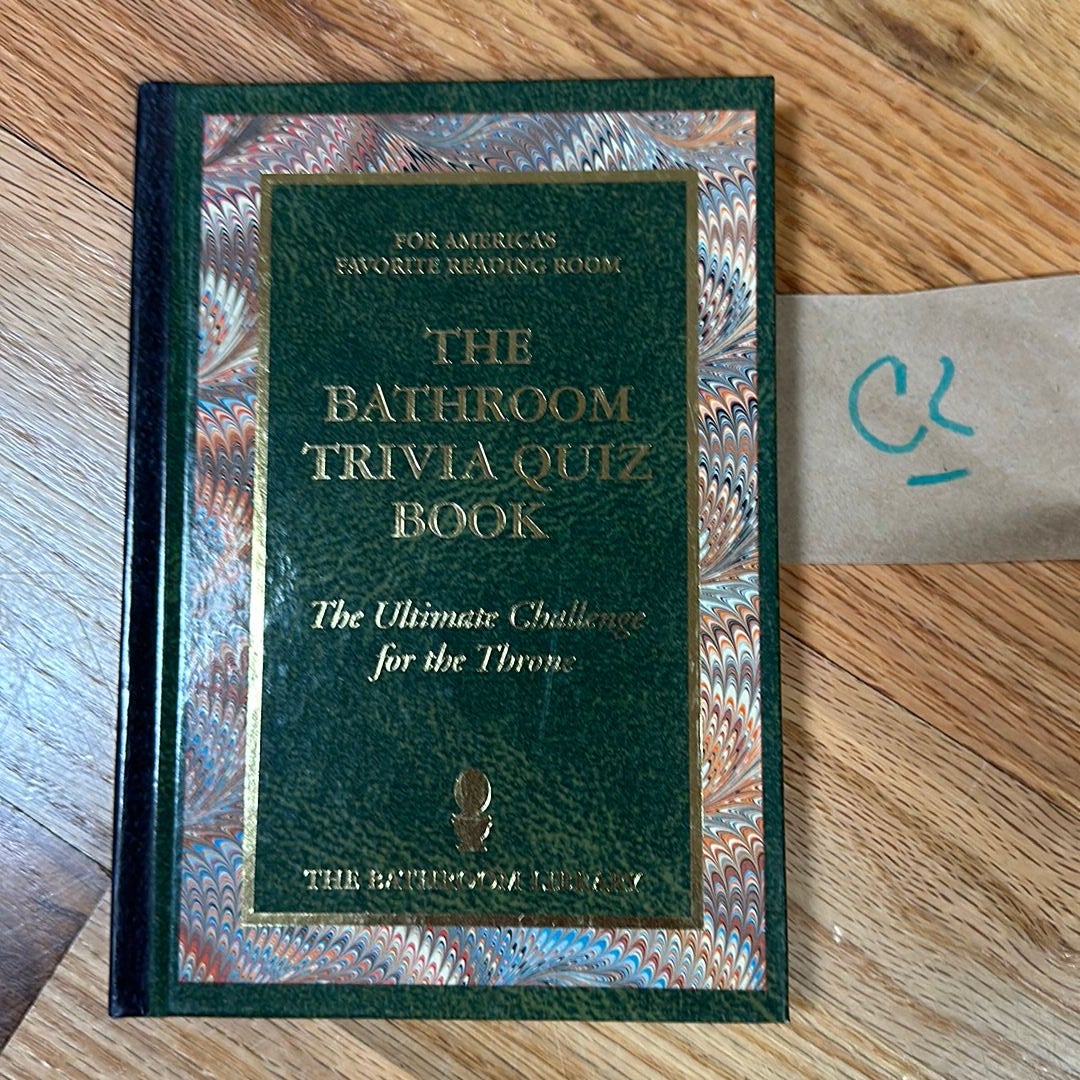 FOR AMERICA'S
FAVORITE READING ROOM
THE
BATHROOM
TRIVIA QUIZ
BOOK
The Ultimate Challenge
for the Throne
THE BATHROOM LIBRARY